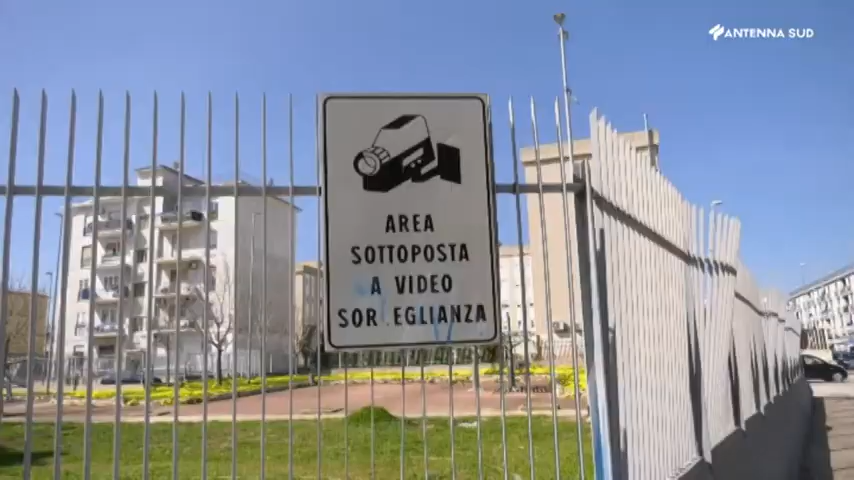 ANTENNA SUD
AREA
SOTTOPOSTA
A VIDEO
SOR EGLIANZA